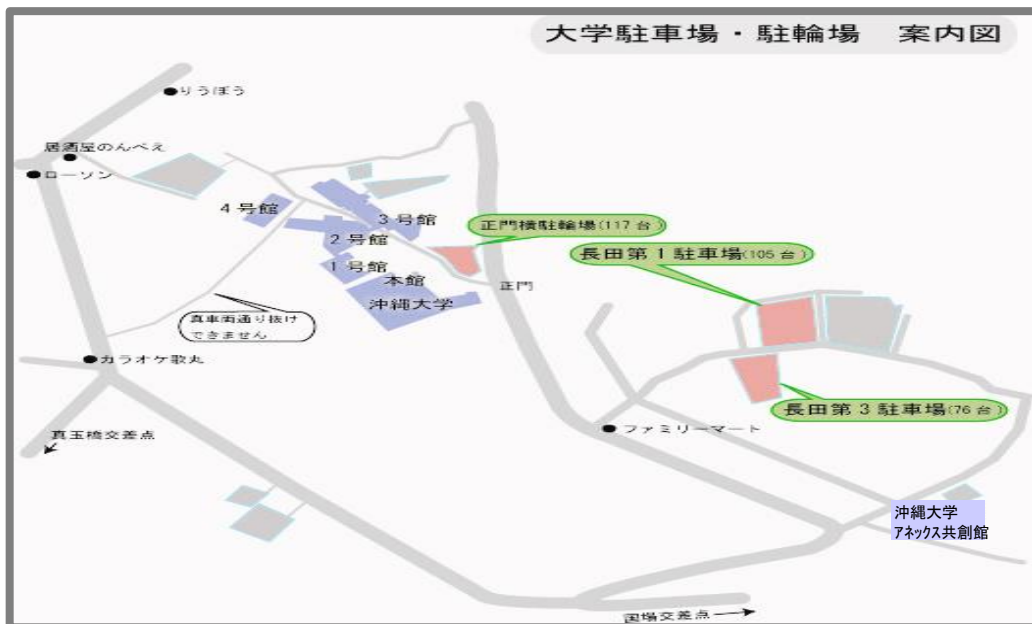 大学駐車場・駐輪場 案内図
●りうぼう
居酒屋のんべえ
●ローソン
4号館
3号館
2号館
1号館
本館
沖縄大学
正門横駐輪場(117台)
長田第1駐車場(105台)
正門
真車両通り抜け
できません
●カラオケ歌丸
長田第3駐車場(76台)
●ファミリーマート
真玉橋交差点
沖縄大学
アネックス共創館
国場交差点